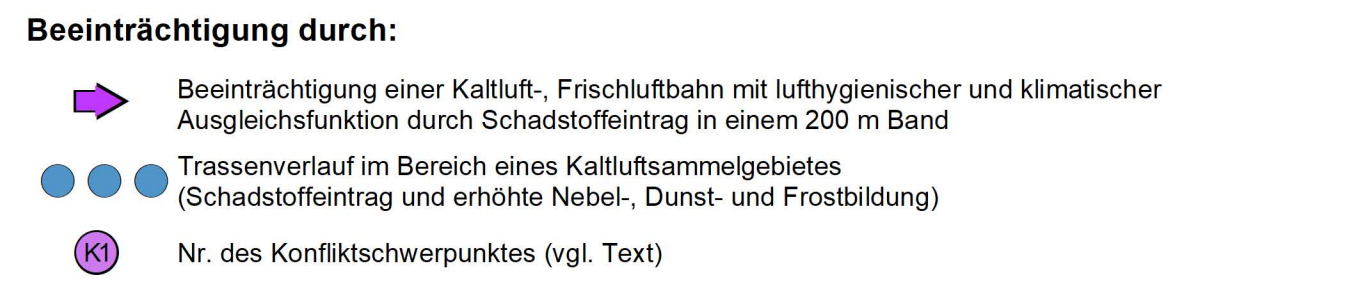 Beeinträchtigung durch:
Beeinträchtigung einer Kaltluft-, Frischluftbahn mit lufthygienischer und klimatischer
Ausgleichsfunktion durch Schadstoffeintrag in einem 200 m Band
Trassenverlauf im Bereich eines Kaltluftsammelgebietes
(Schadstoffeintrag und erhöhte Nebel-, Dunst- und Frostbildung)
K1 Nr. des Konfliktschwerpunktes (vgl. Text)